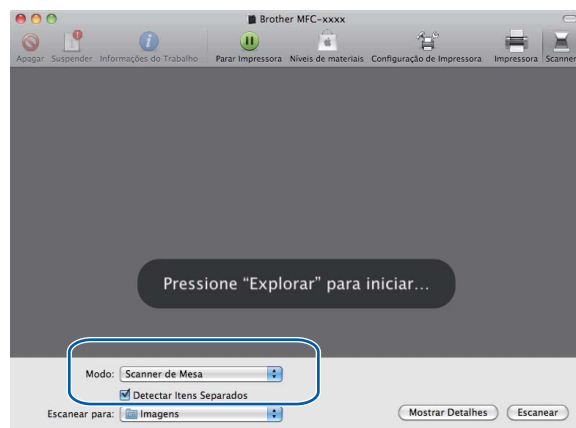 Brother MFC-xxxx
Apagar Suspender Informações do Trabalho Parar Impressora Níveis de materiais Configuração de Impressora Impressora Scanner
Pressione “Explorar” para iniciar...
Modo: Scanner de Mesa
Detectar Itens Separados
Escanear para: Imagens Mostrar Detalhes Escanear